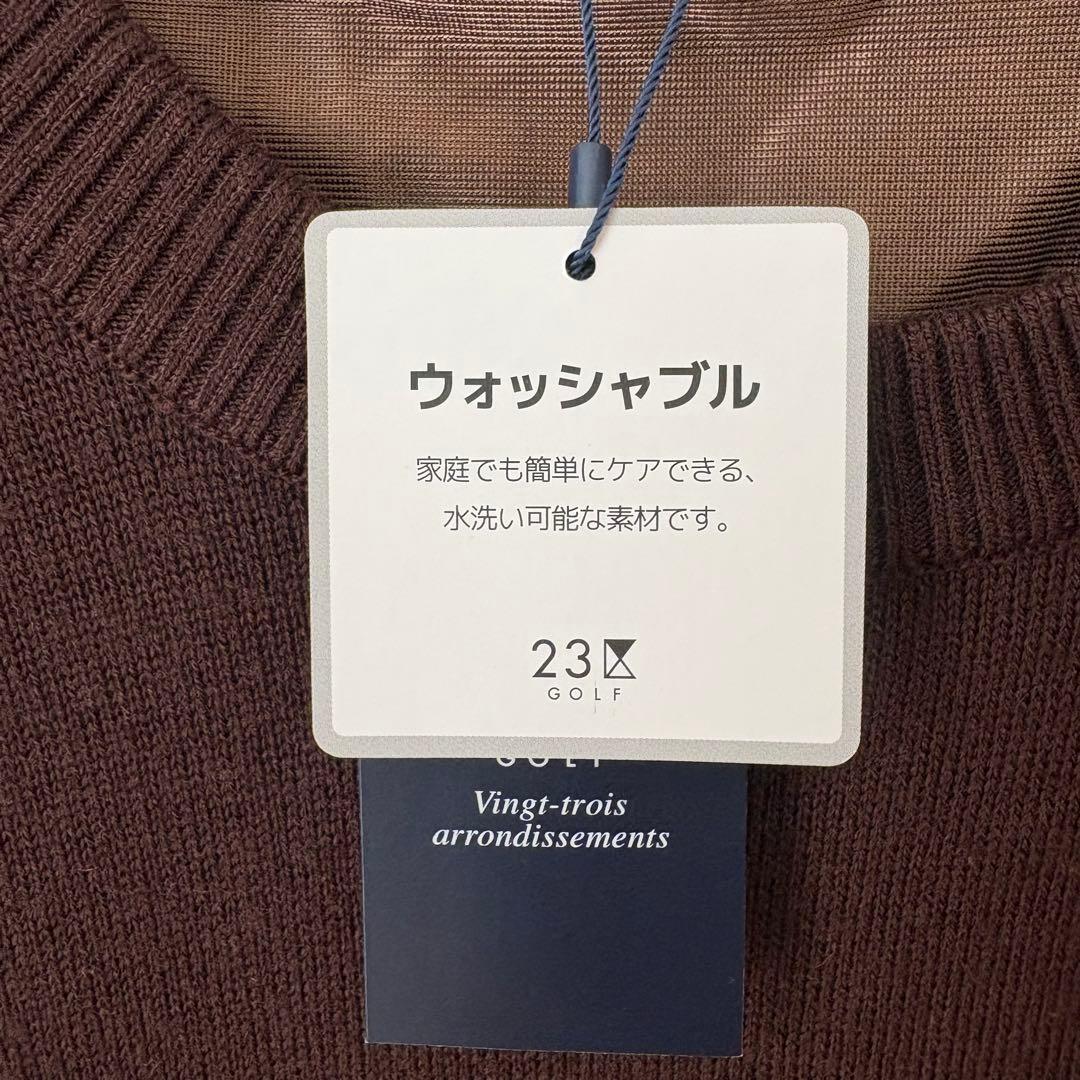 ウォッシャブル
家庭でも簡単にケアできる、
水洗い可能な素材です。
23区
GOLF
GOLF
Vingt-trois
arrondissements